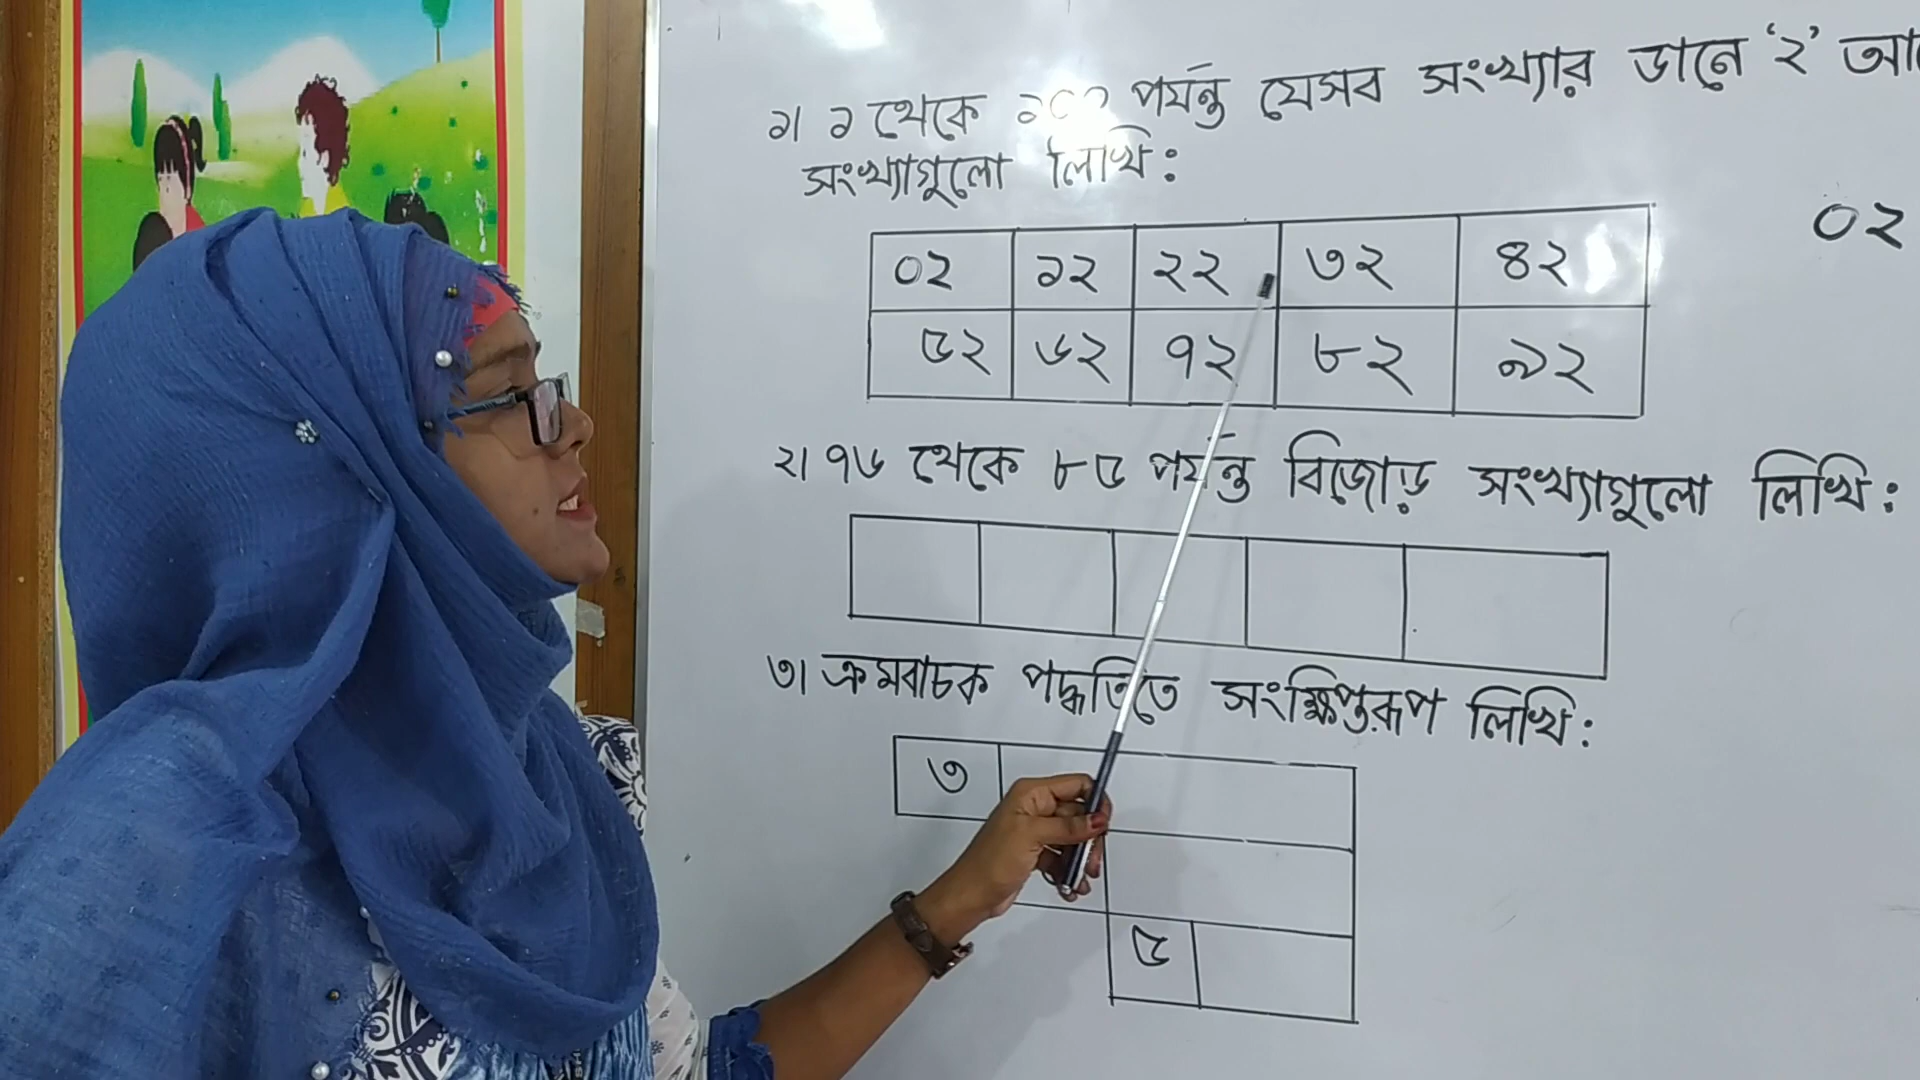 ১। ১ থেকে ১০০ পর্যন্ত যেসব সংখ্যার ডানে ‘২’
সংখ্যাগুলো লিখি :
০২
০২ ১২ ২২ ৩২ ৪২
৫২ ৬২ ৭২ ৮২ ৯২
২। ৭৬ থেকে ৮৫ পর্যন্ত বিজোড় সংখ্যাগুলো লিখি :
৩। ক্রমবাচক পদ্ধতিতে সংক্ষিপ্তরূপ লিখি :
৩
৫